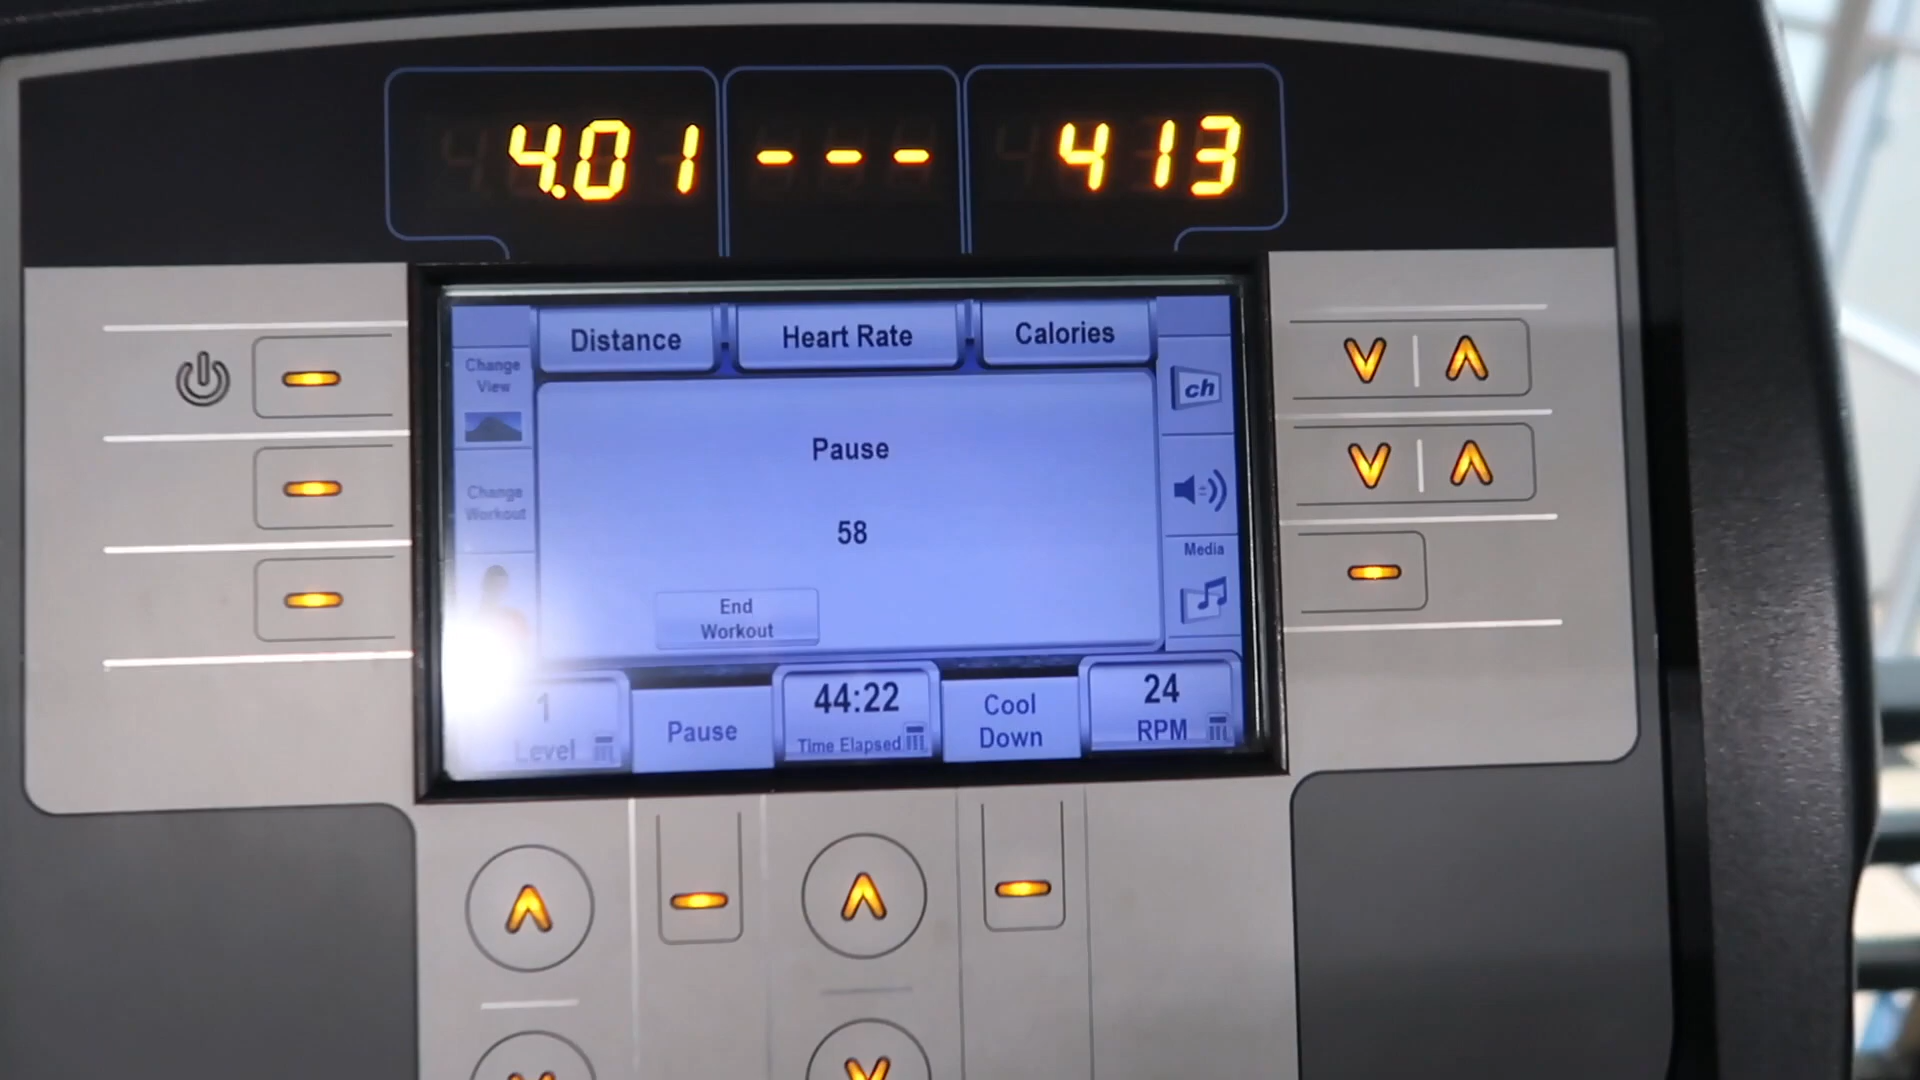 4.01 --- 413
Distance Heart Rate Calories
Change
View
ch
Pause
Change
Workout
58
Media
End
Workout
1
Level
Pause
44:22
Time Elapsed
Cool
Down
24
RPM